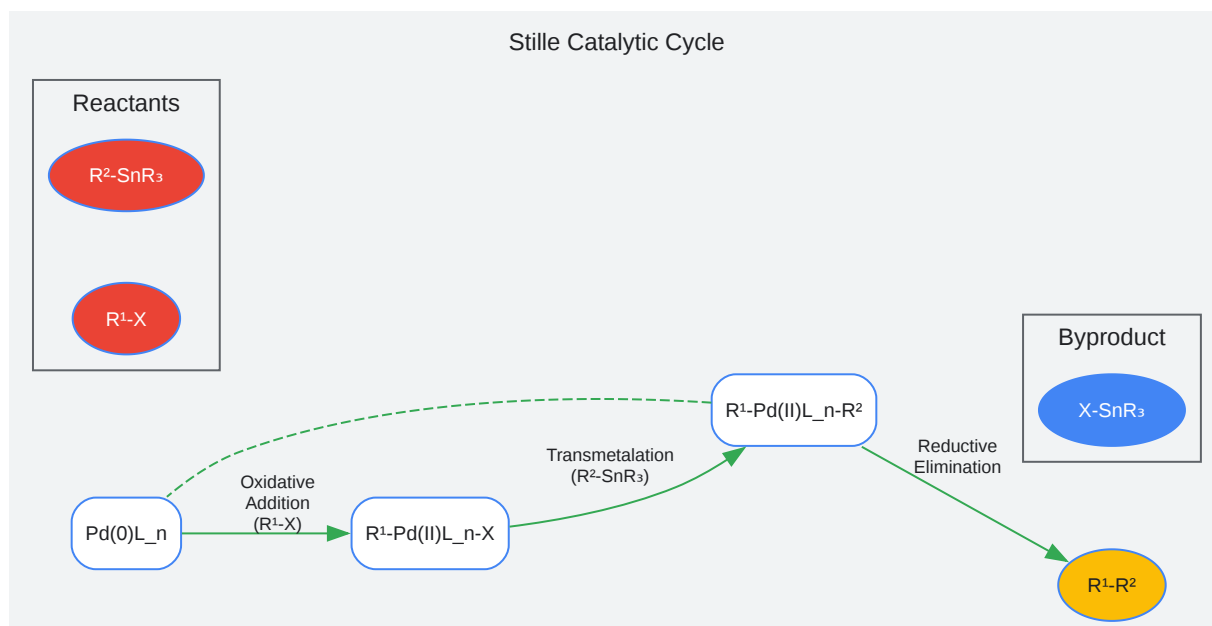 Stille Catalytic Cycle
Reactants
R²-SnR₃
R¹-X
Byproduct
X-SnR₃
R¹-Pd(II)L_n-R²
Reductive
Elimination
Transmetalation
(R²-SnR₃)
Oxidative
Addition
(R¹-X)
Pd(0)L_n
R¹-Pd(II)L_n-X
R¹-R²